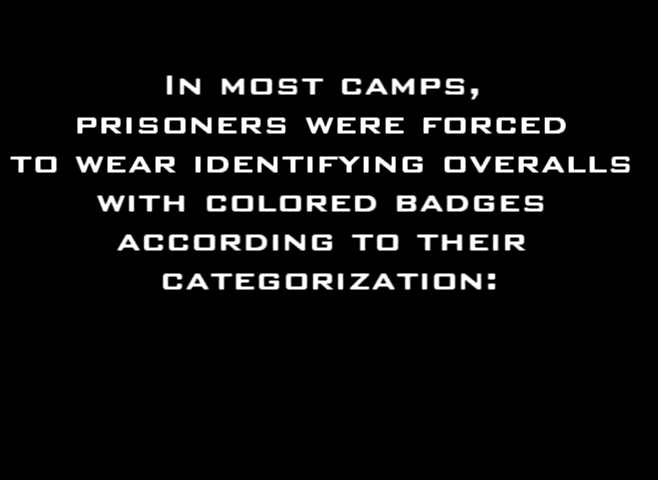 In most camps,
prisoners were forced
to wear identifying overalls
with colored badges
according to their
categorization: